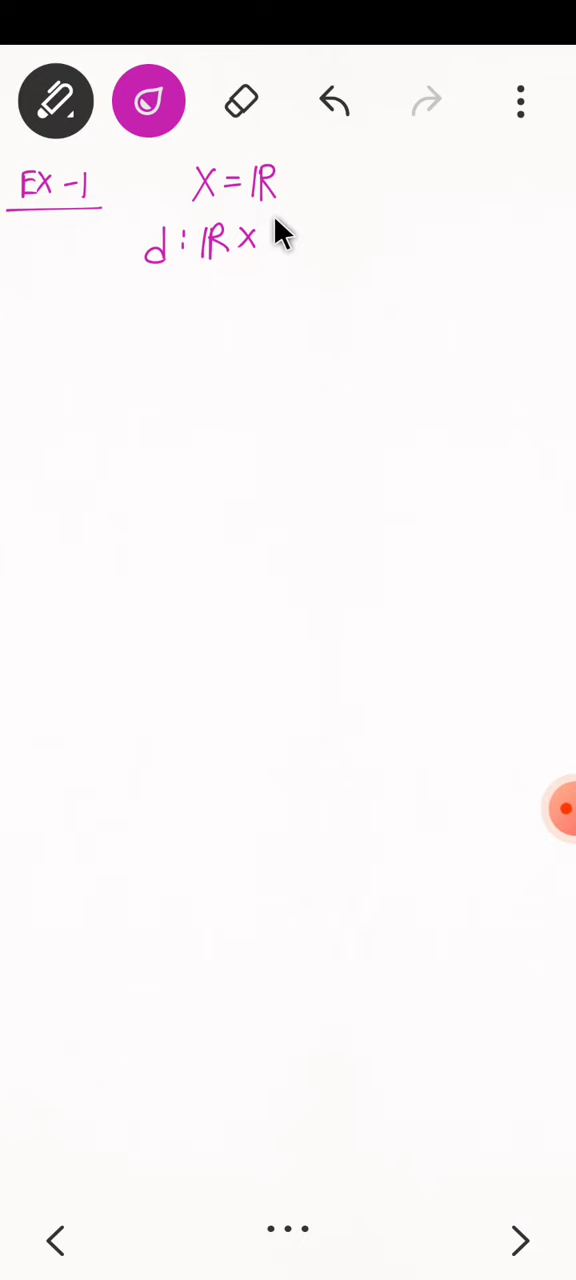 Ex -1 X = ℝ
d : ℝ ×